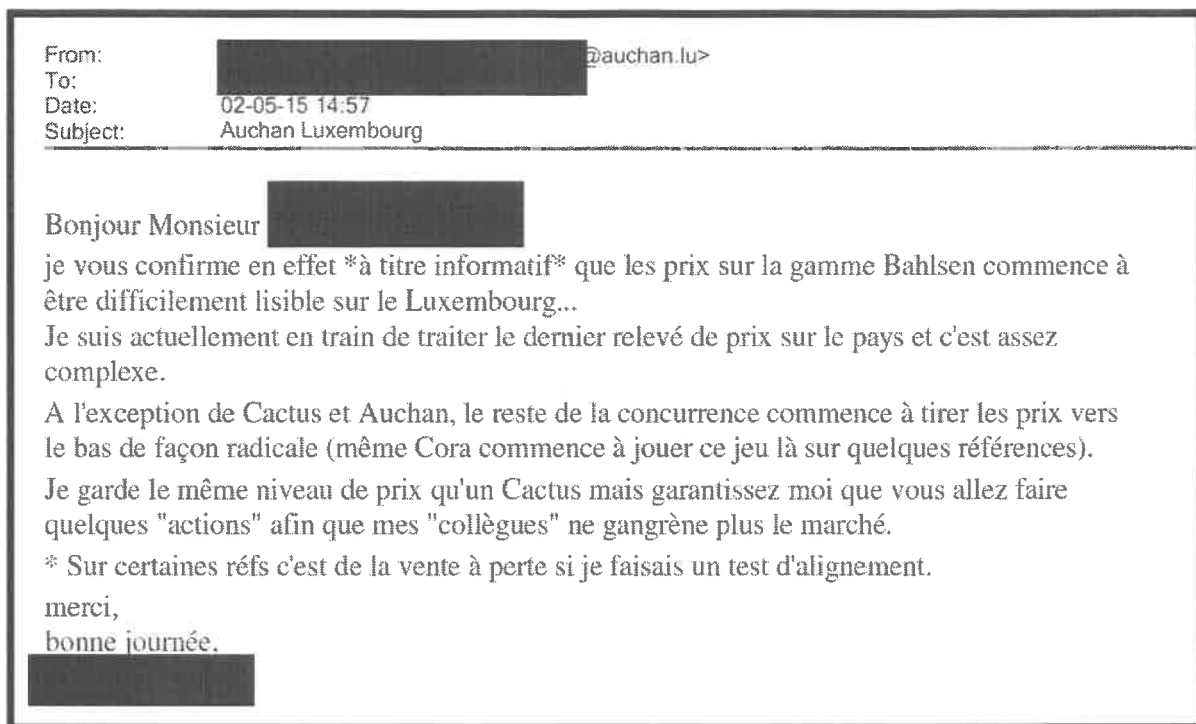 From: @auchan.lu>
To:
Date: 02-05-15 14:57
Subject: Auchan Luxembourg
Bonjour Monsieur
je vous confirme en effet *à titre informatif* que les prix sur la gamme Bahlsen commence à
être difficilement lisible sur le Luxembourg...
Je suis actuellement en train de traiter le dernier relevé de prix sur le pays et c'est assez
complexe.
A l'exception de Cactus et Auchan, le reste de la concurrence commence à tirer les prix vers
le bas de façon radicale (même Cora commence à jouer ce jeu là sur quelques références).
Je garde le même niveau de prix qu'un Cactus mais garantissez moi que vous allez faire
quelques "actions" afin que mes "collègues" ne gangrène plus le marché.
* Sur certaines réfs c'est de la vente à perte si je faisais un test d'alignement.
merci,
bonne journée,